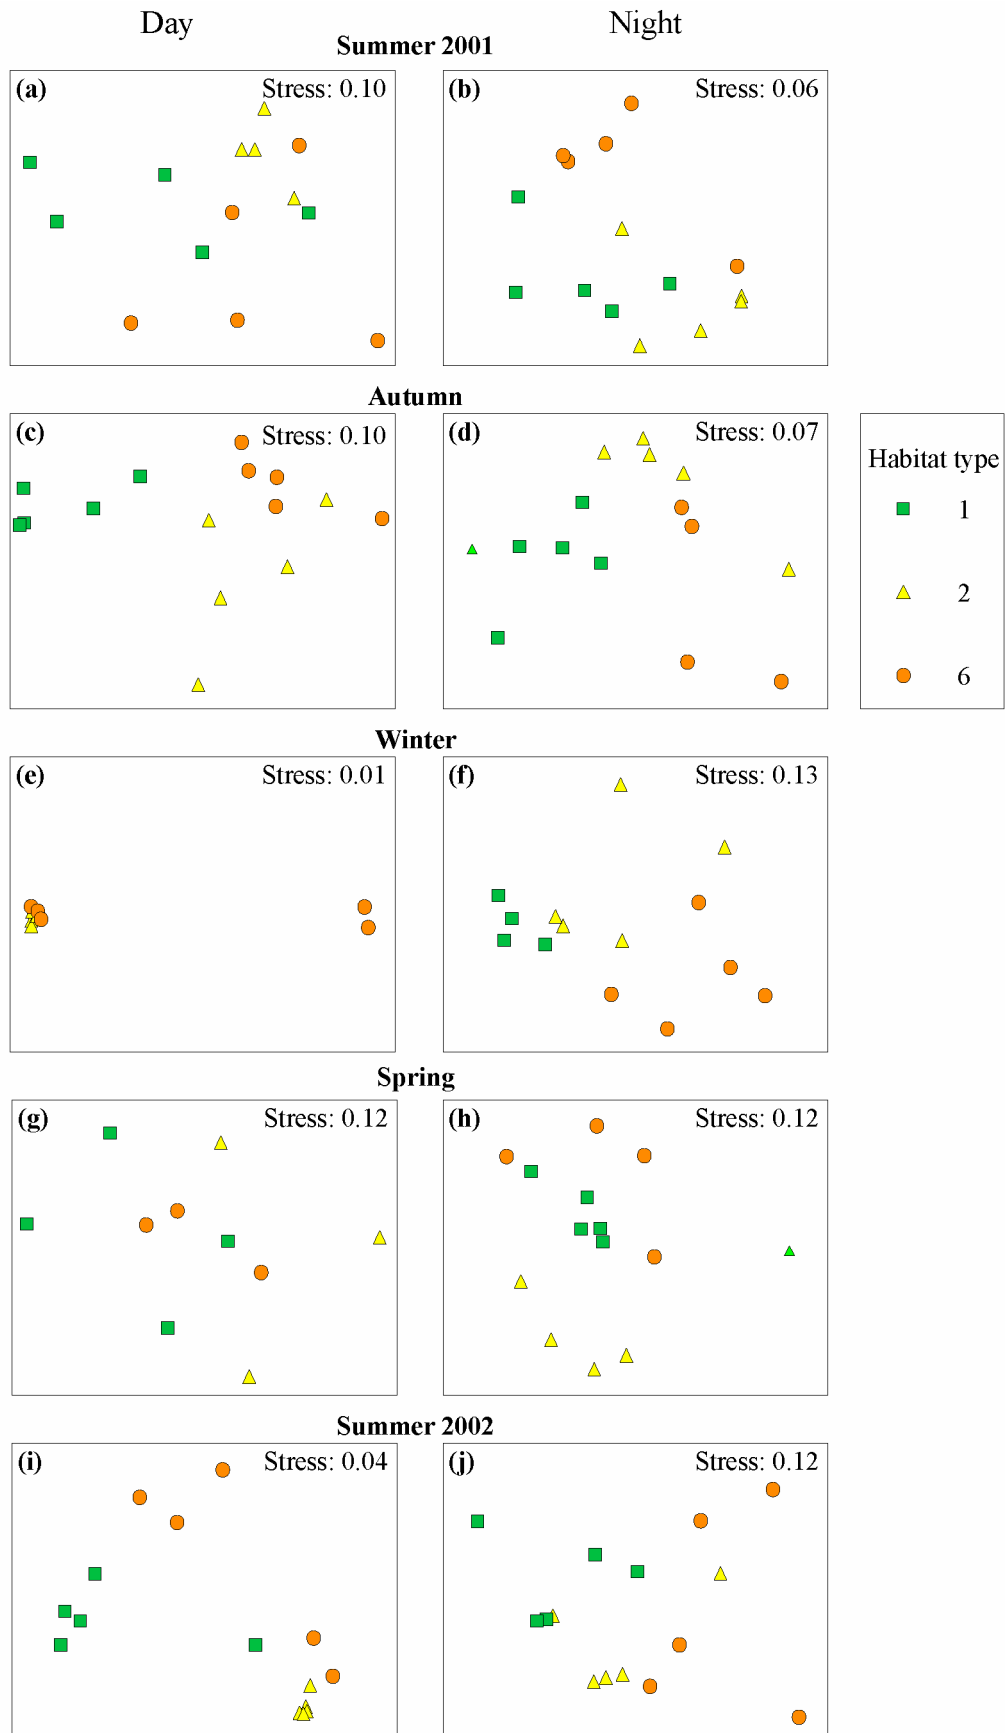 Day Night
Summer 2001
(a) Stress: 0.10
(b) Stress: 0.06
Autumn
(c) Stress: 0.10
(d) Stress: 0.07
Habitat type
1
2
6
Winter
(e) Stress: 0.01
(f) Stress: 0.13
Spring
(g) Stress: 0.12
(h) Stress: 0.12
Summer 2002
(i) Stress: 0.04
(j) Stress: 0.12